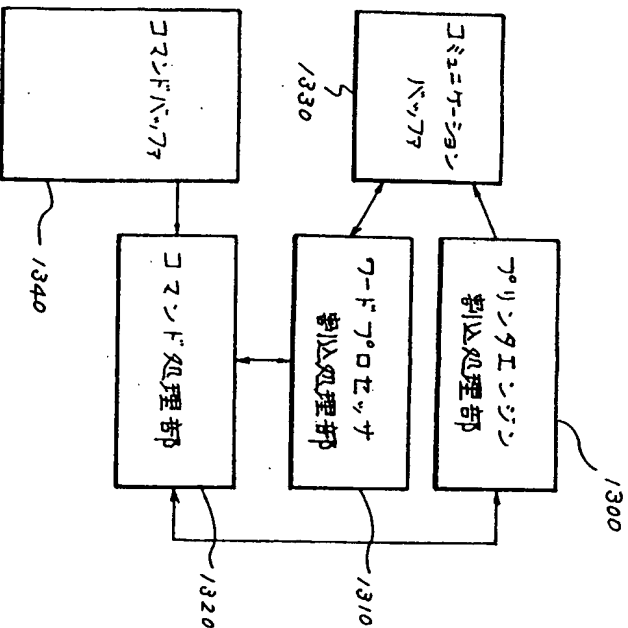 コミュニケーション
バッファ
1330
プリンタエンジン
割込処理部
1300
ワードプロセッサ
割込処理部
1310
コマンドバッファ
1340
コマンド処理部
1320